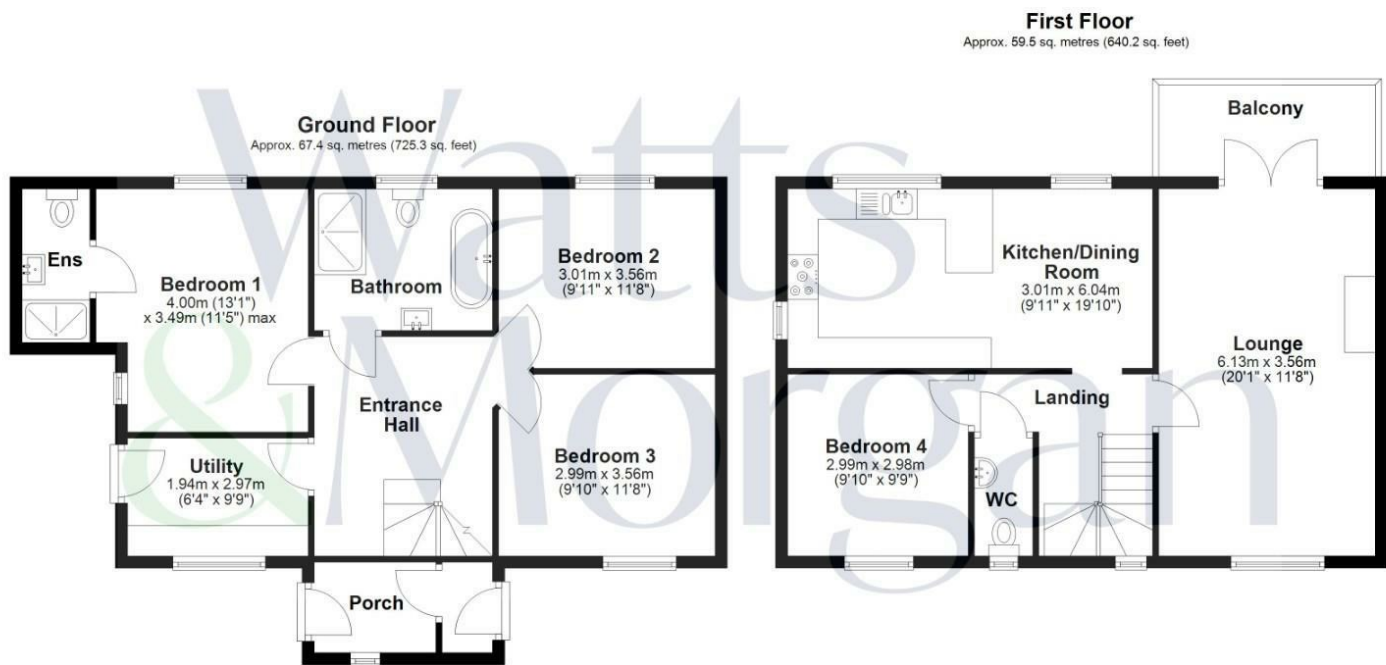 First Floor
Approx. 59.5 sq. metres (640.2 sq. feet)
Ground Floor
Approx. 67.4 sq. metres (725.3 sq. feet)
Watts
& Morgan
Balcony
Ens
Bedroom 1
4.00m (13'1")
x 3.49m (11'5") max
Bathroom
Bedroom 2
3.01m x 3.56m
(9'11" x 11'8")
Kitchen/Dining
Room
3.01m x 6.04m
(9'11" x 19'10")
Lounge
6.13m x 3.56m
(20'1" x 11'8")
Entrance
Hall
Utility
1.94m x 2.97m
(6'4" x 9'9")
Bedroom 3
2.99m x 3.56m
(9'10" x 11'8")
Landing
Bedroom 4
2.99m x 2.98m
(9'10" x 9'9")
WC
Porch